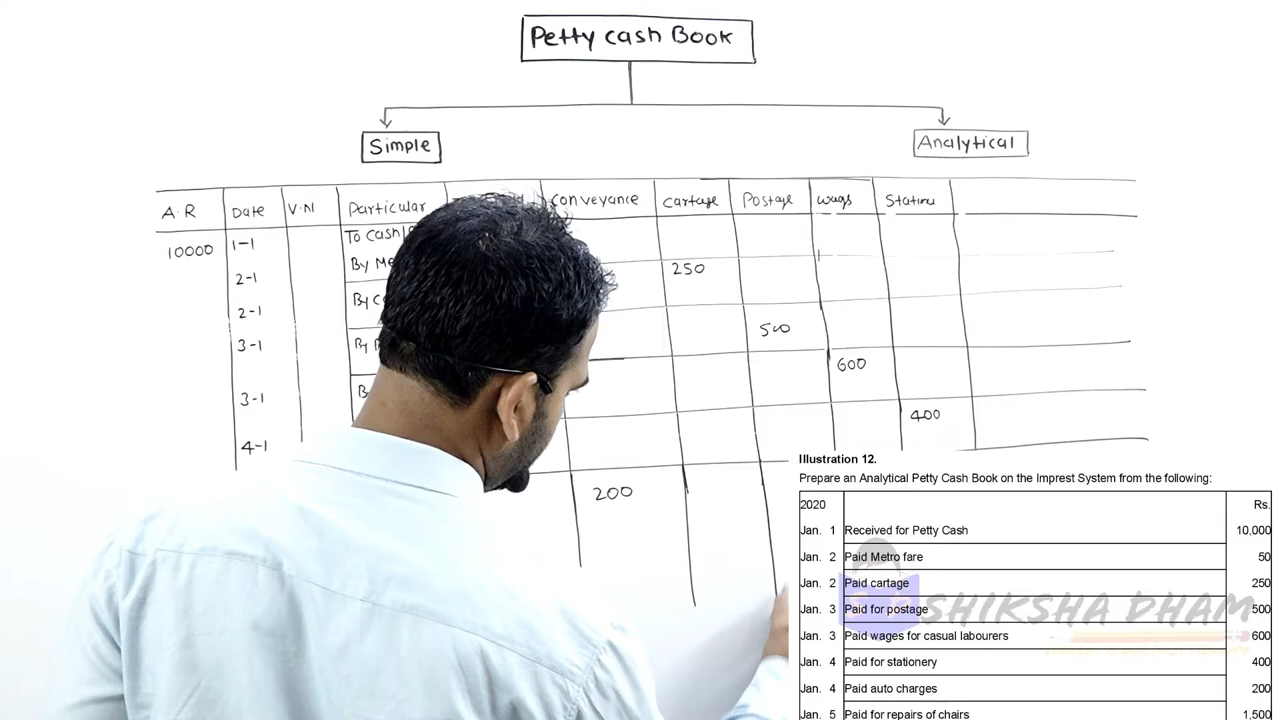 Petty cash Book
Simple
Analytical
A.R Date V.N Particular Conveyance cartage Postage wages
10000 1-1 To Cash
2-1 By 250
2-1 By
3-1 By 500
600
3-1 400
4-1
200
Illustration 12.
Prepare an Analytical Petty Cash Book on the Imprest System from the following:
2020 Rs.
Jan. 1 Received for Petty Cash 10,000
Jan. 2 Paid Metro fare 50
Jan. 2 Paid cartage 250
Jan. 3 Paid for postage 500
Jan. 3 Paid wages for casual labourers 600
Jan. 4 Paid for stationery 400
Jan. 4 Paid auto charges 200
Jan. 5 Paid for repairs of chairs 1,500
SHIKSHA DHAM